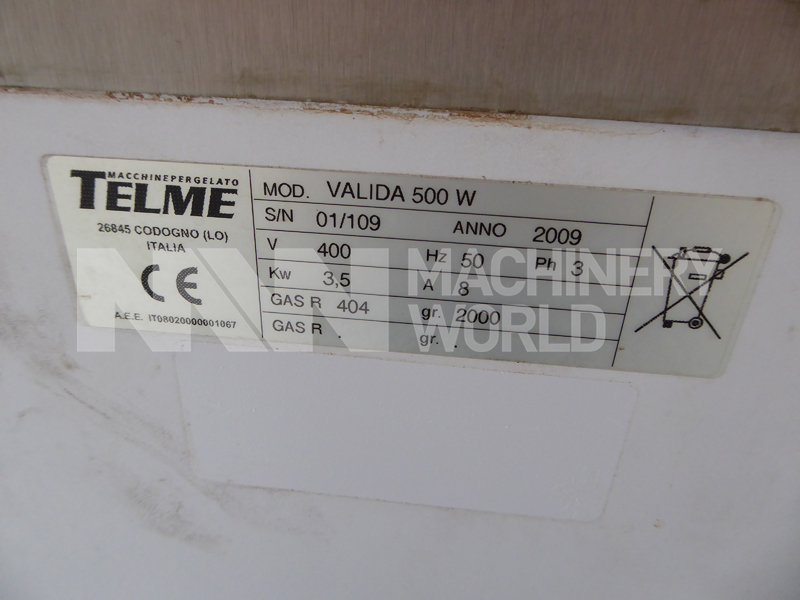 MACCHINEPERGELATO
TELME
26845 CODOGNO (LO)
ITALIA
CE
A.E.E. IT08020000001067
MOD. VALIDA 500 W
S/N 01/109 ANNO 2009
V 400 Hz 50 Ph 3
Kw 3,5 A 8
GAS R 404 gr. 2000
GAS R . gr. .
MACHINERY
WORLD